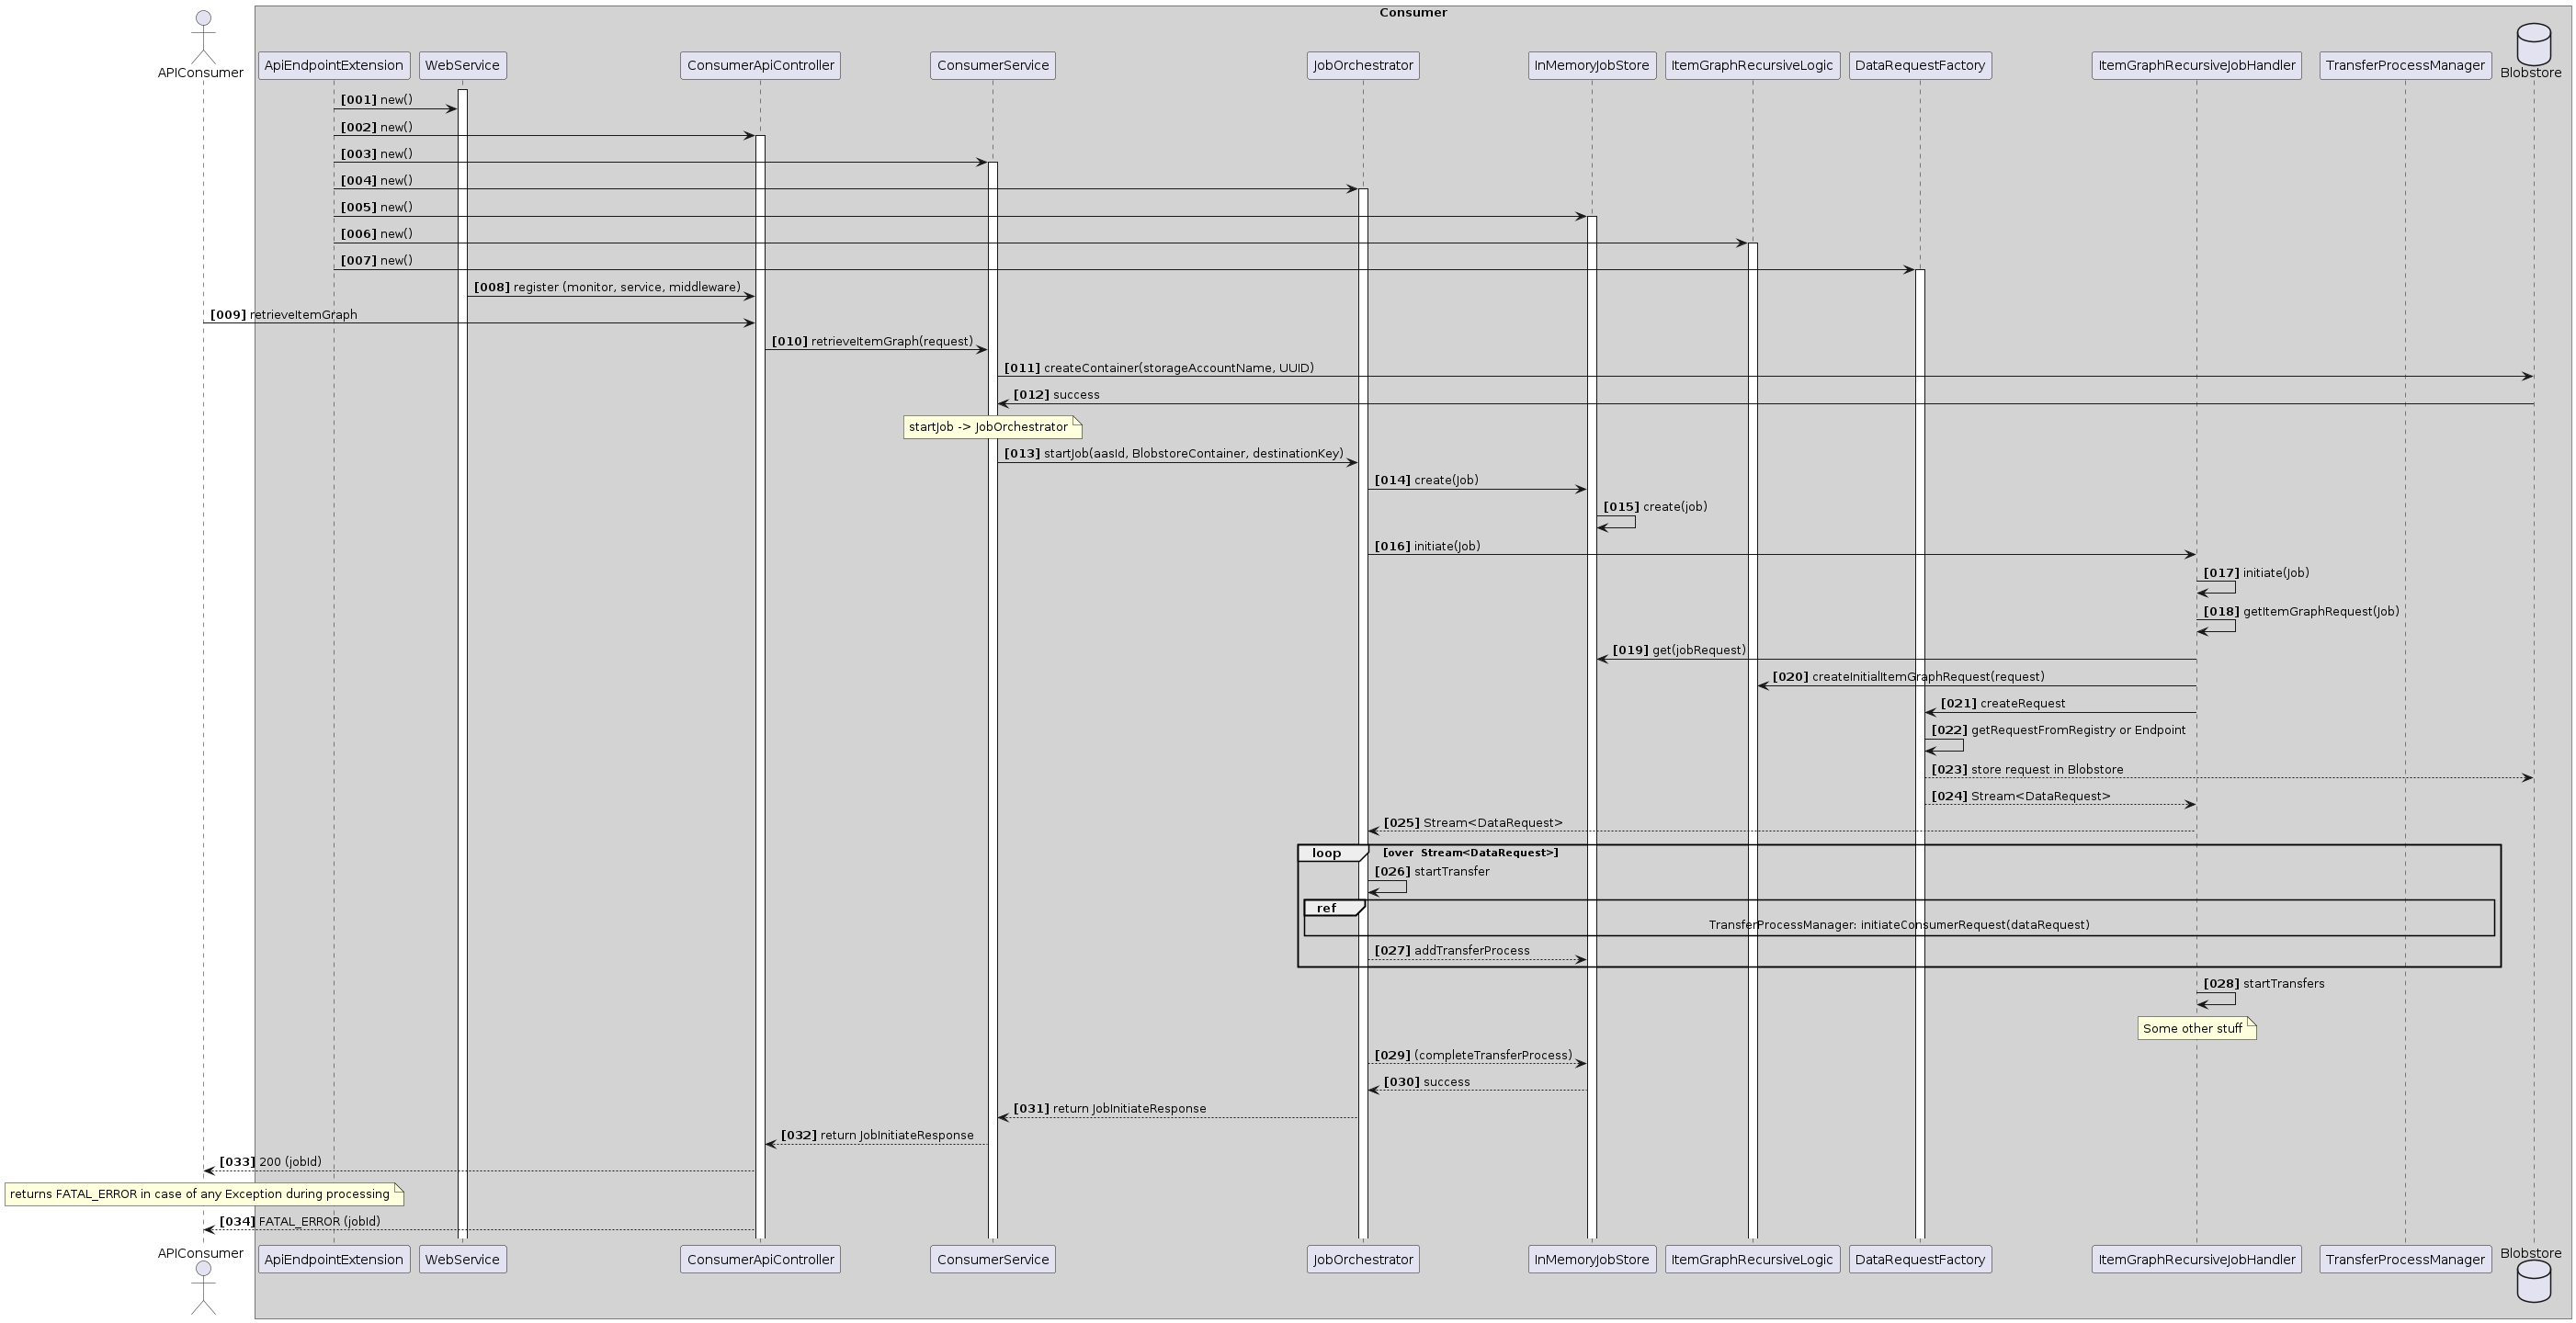 Consumer
APIConsumer
ApiEndpointExtension
WebService
ConsumerApiController
ConsumerService
JobOrchestrator
InMemoryJobStore
ItemGraphRecursiveLogic
DataRequestFactory
ItemGraphRecursiveJobHandler
TransferProcessManager
Blobstore
[001] new()
[002] new()
[003] new()
[004] new()
[005] new()
[006] new()
[007] new()
[008] register (monitor, service, middleware)
[009] retrieveItemGraph
[010] retrieveItemGraph(request)
[011] createContainer(storageAccountName, UUID)
[012] success
startJob -> JobOrchestrator
[013] startJob(aasId, BlobstoreContainer, destinationKey)
[014] create(Job)
[015] create(job)
[016] initiate(Job)
[017] initiate(Job)
[018] getItemGraphRequest(Job)
[019] get(jobRequest)
[020] createInitialItemGraphRequest(request)
[021] createRequest
[022] getRequestFromRegistry or Endpoint
[023] store request in Blobstore
[024] Stream<DataRequest>
[025] Stream<DataRequest>
loop [over Stream<DataRequest>]
[026] startTransfer
ref
TransferProcessManager: initiateConsumerRequest(dataRequest)
[027] addTransferProcess
[028] startTransfers
Some other stuff
[029] (completeTransferProcess)
[030] success
[031] return JobInitiateResponse
[032] return JobInitiateResponse
[033] 200 (jobId)
returns FATAL_ERROR in case of any Exception during processing
[034] FATAL_ERROR (jobId)
APIConsumer
ApiEndpointExtension
WebService
ConsumerApiController
ConsumerService
JobOrchestrator
InMemoryJobStore
ItemGraphRecursiveLogic
DataRequestFactory
ItemGraphRecursiveJobHandler
TransferProcessManager
Blobstore